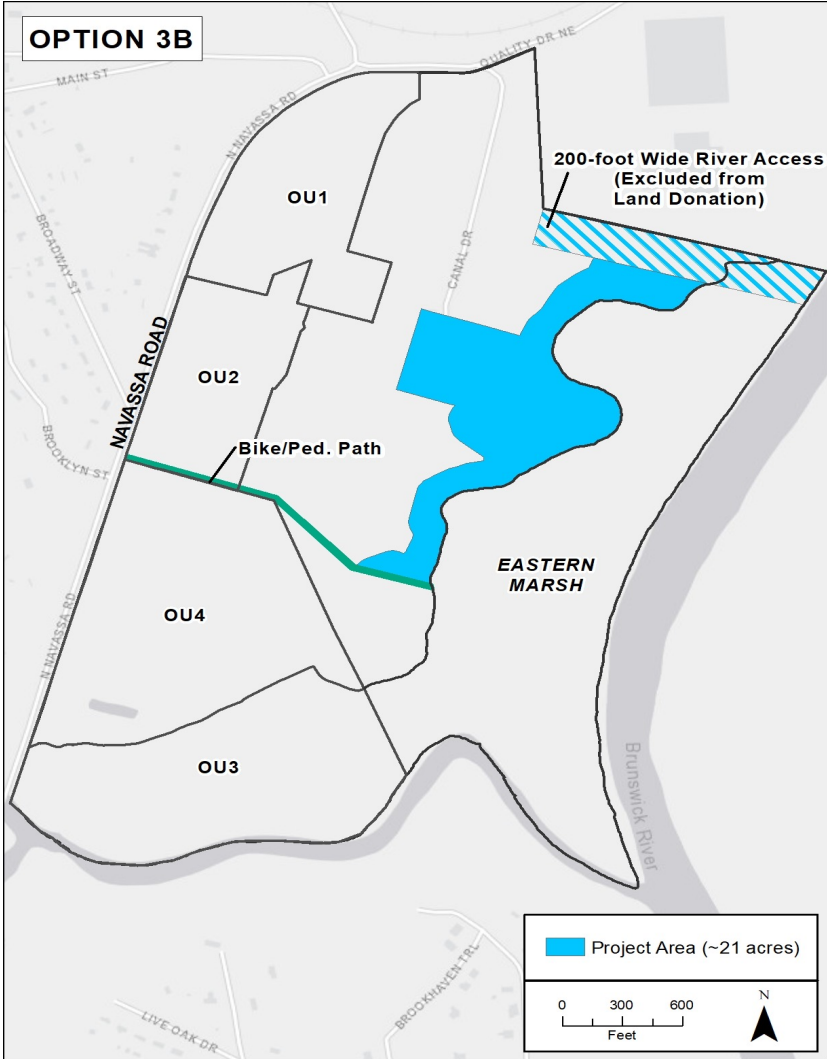 OPTION 3B
MAIN ST
QUALITY DR NE
N NAVASSA RD
200-foot Wide River Access
(Excluded from
Land Donation)
OU1
BROADWAY ST
CANAL DR
NAVASSA ROAD
OU2
BROOKLYN ST
Bike/Ped. Path
EASTERN
MARSH
OU4
N NAVASSA RD
OU3
Brunswick River
BROOKHAVEN TRL
LIVE OAK DR
Project Area (~21 acres)
0 300 600
Feet
N